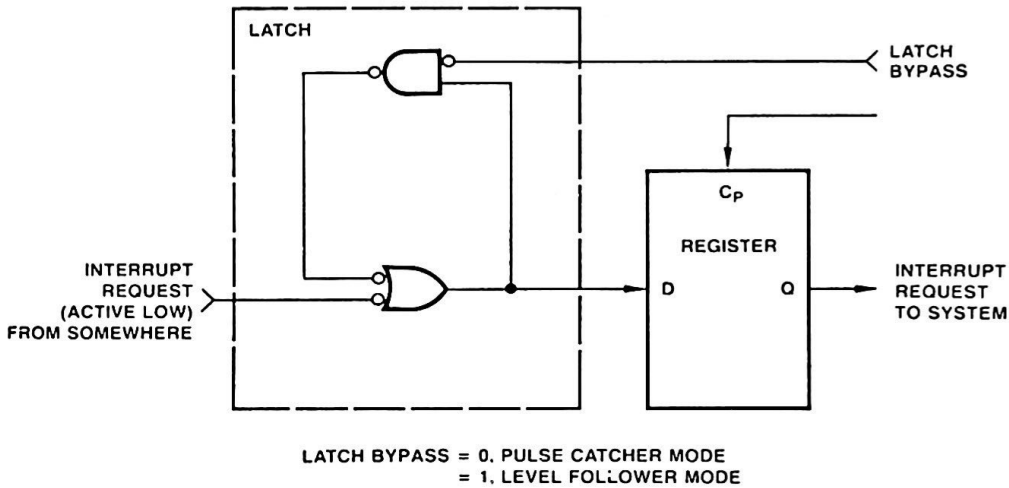 LATCH
LATCH
BYPASS
CP
REGISTER
D
Q
INTERRUPT
REQUEST
(ACTIVE LOW)
FROM SOMEWHERE
INTERRUPT
REQUEST
TO SYSTEM
LATCH BYPASS = 0, PULSE CATCHER MODE
= 1, LEVEL FOLLOWER MODE